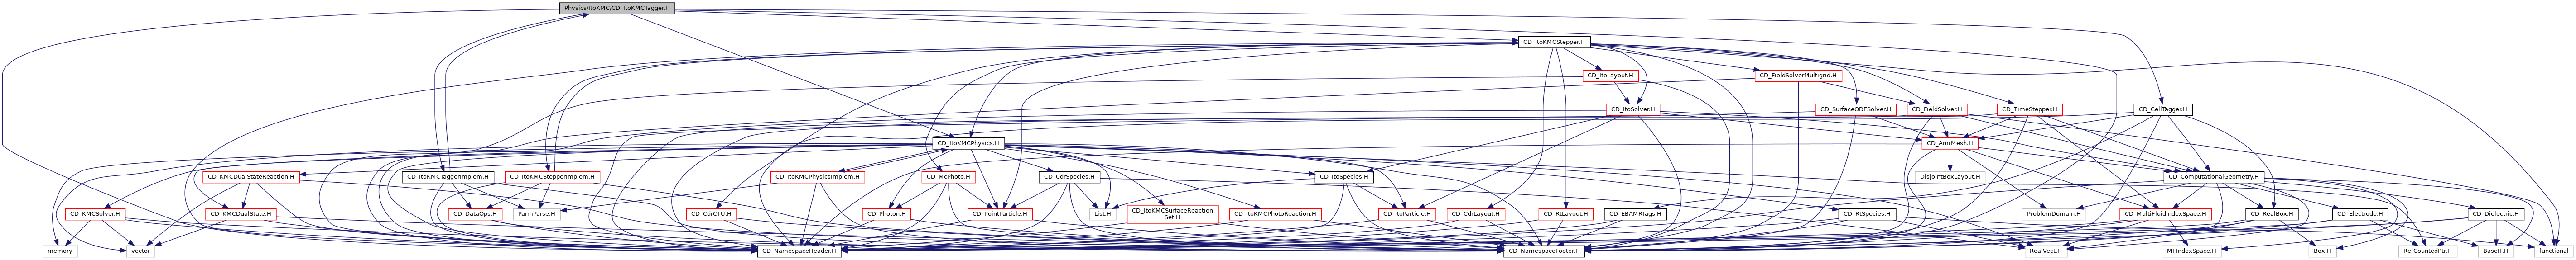 Physics/ItoKMC/CD_ItoKMCTagger.H
CD_ItoKMCStepper.H
CD_ItoLayout.H
CD_FieldSolverMultigrid.H
CD_ItoSolver.H
CD_SurfaceODESolver.H
CD_FieldSolver.H
CD_TimeStepper.H
CD_CellTagger.H
CD_ItoKMCPhysics.H
CD_AmrMesh.H
CD_KMCDualStateReaction.H
CD_ItoKMCTaggerImplem.H
CD_ItoKMCStepperImplem.H
CD_ItoKMCPhysicsImplem.H
CD_McPhoto.H
CD_CdrSpecies.H
CD_ItoSpecies.H
DisjointBoxLayout.H
CD_ComputationalGeometry.H
CD_KMCSolver.H
CD_KMCDualState.H
CD_DataOps.H
ParmParse.H
CD_CdrCTU.H
CD_Photon.H
CD_PointParticle.H
List.H
CD_ItoKMCSurfaceReaction
Set.H
CD_ItoKMCPhotoReaction.H
CD_ItoParticle.H
CD_CdrLayout.H
CD_RtLayout.H
CD_EBAMRTags.H
CD_RtSpecies.H
ProblemDomain.H
CD_MultiFluidIndexSpace.H
CD_RealBox.H
CD_Electrode.H
CD_Dielectric.H
memory
vector
CD_NamespaceHeader.H
CD_NamespaceFooter.H
RealVect.H
MFIndexSpace.H
Box.H
RefCountedPtr.H
BaseIF.H
functional